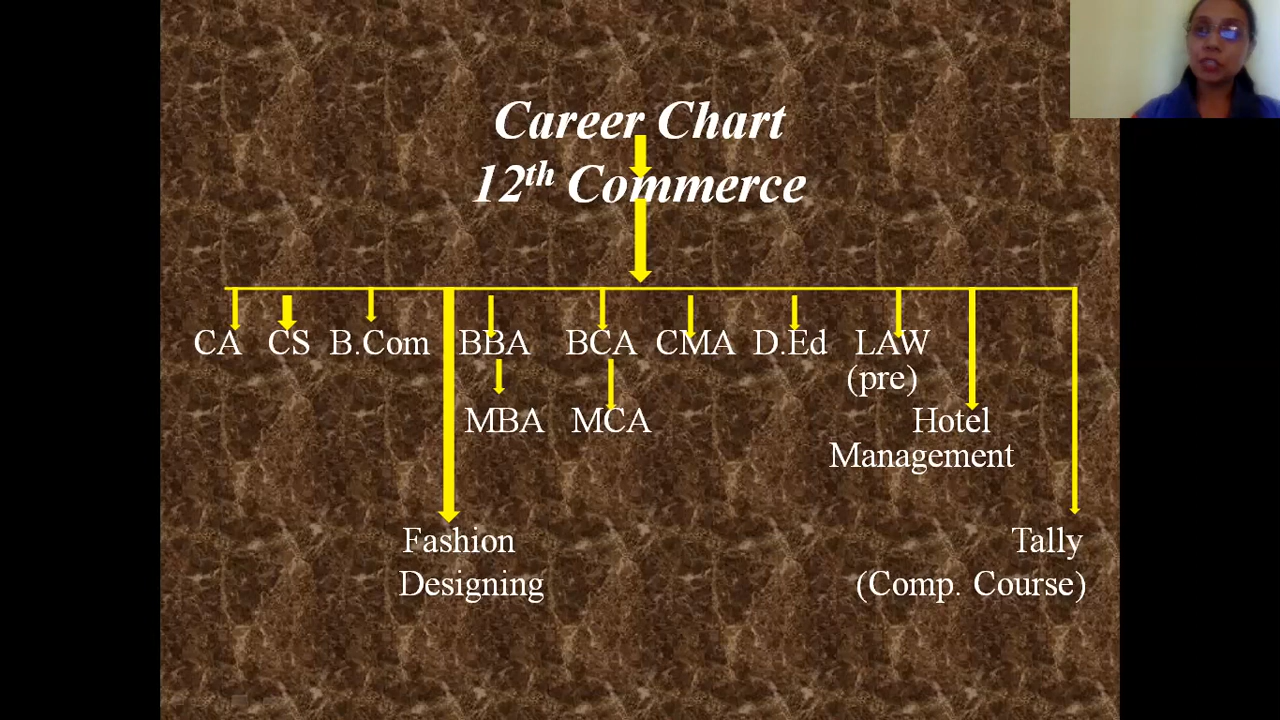 Career Chart
12th Commerce
CA CS B.Com BBA BCA CMA D.Ed LAW
(pre)
MBA MCA Hotel
Management
Fashion Tally
Designing (Comp. Course)